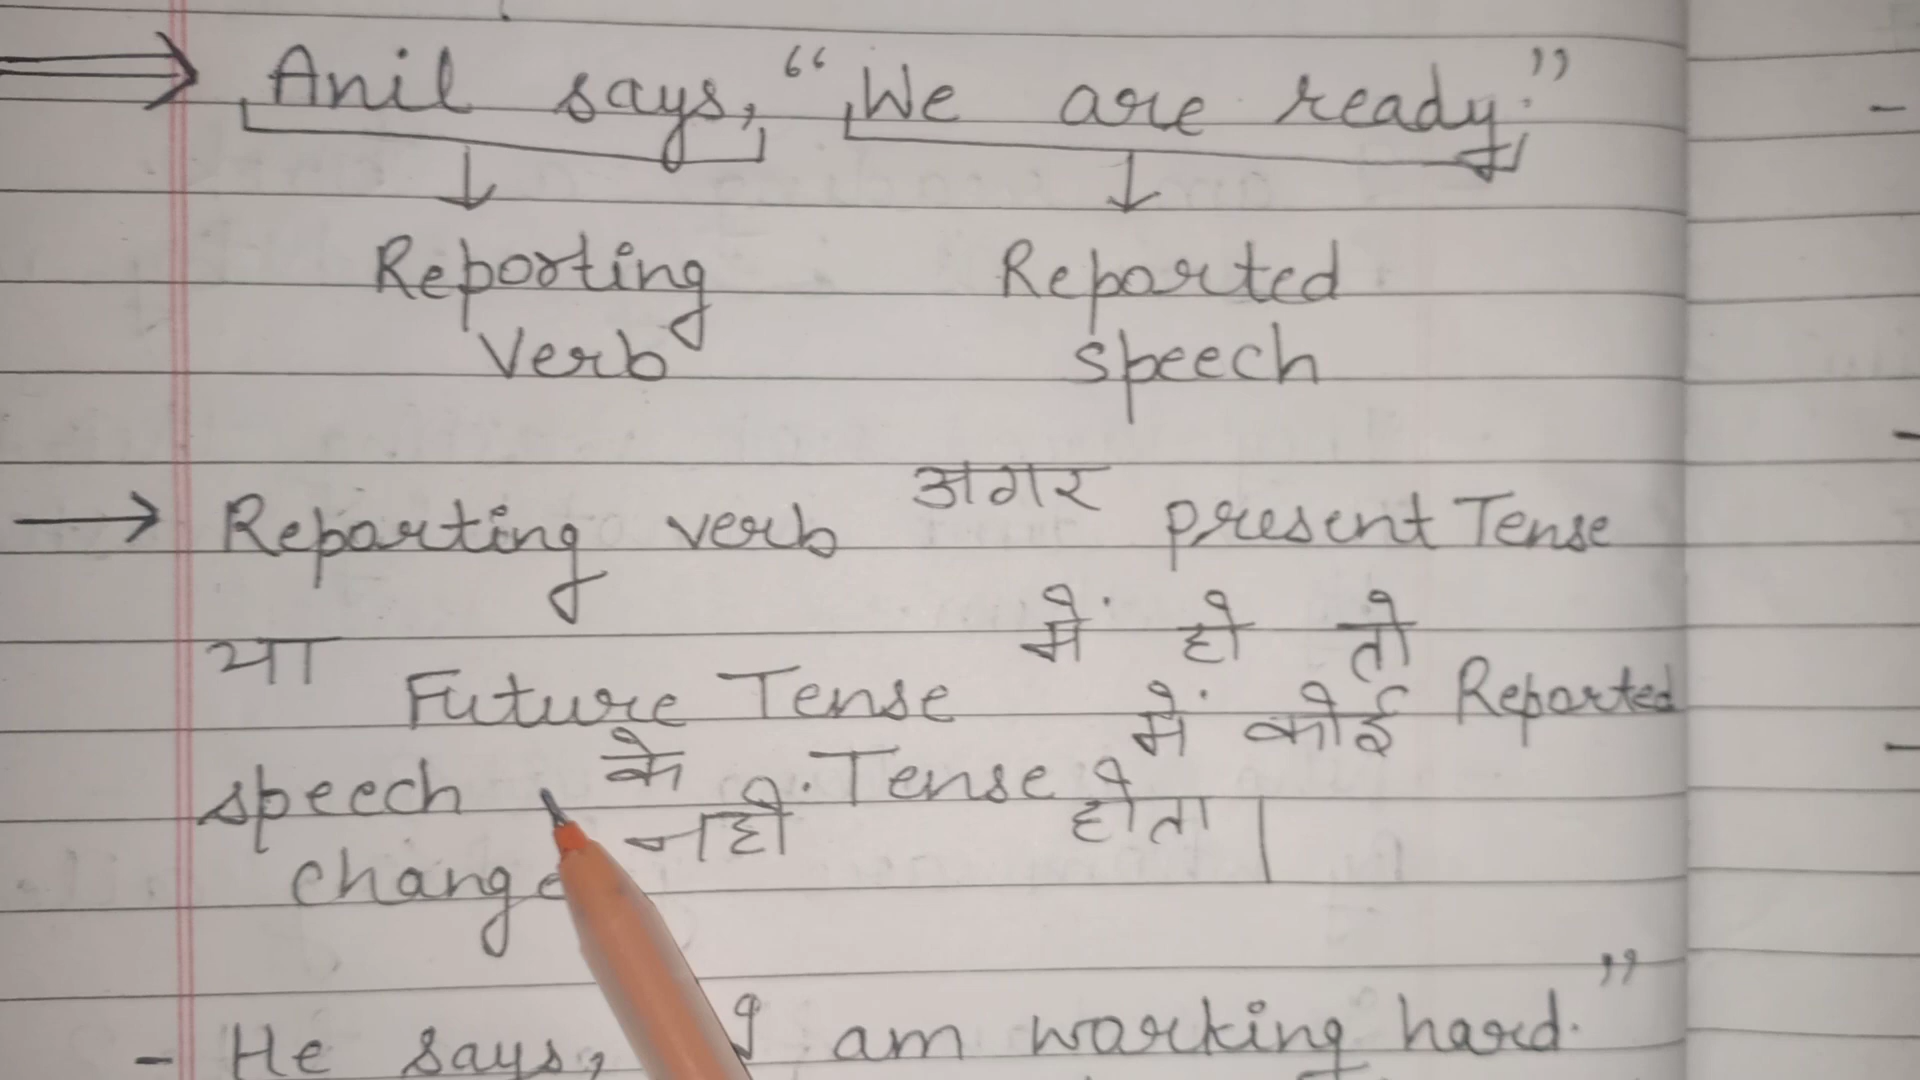 Anil says, “We are ready.”
Reporting Reported
Verb speech
Reporting verb अगर present Tense
में हो तो
या Future Tense में कोई Reported
speech के Tense
change नहीं होता।
He says, I am working hard.”